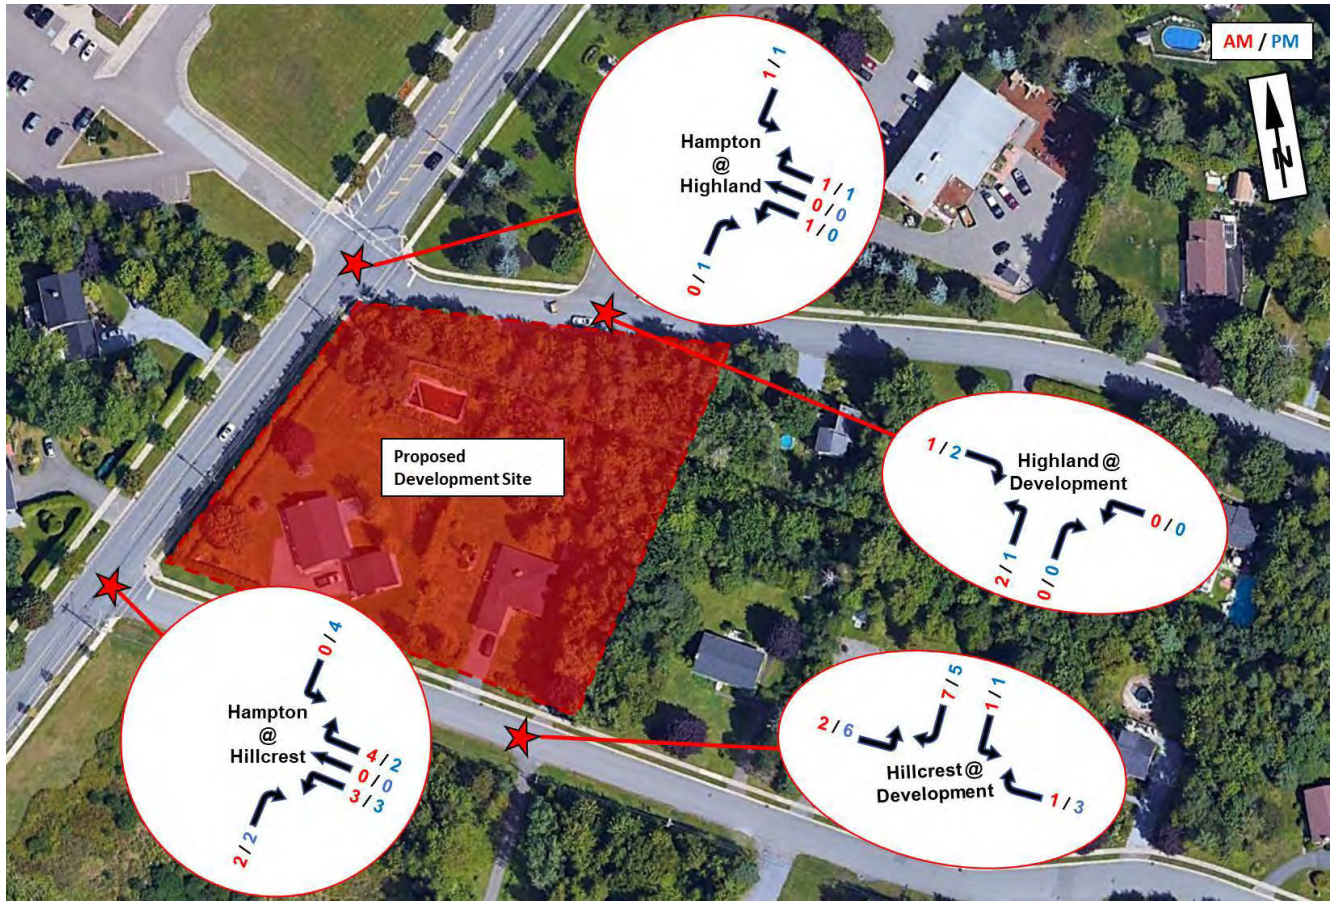 AM / PM
N
1 / 1
Hampton
@
Highland
1 / 1
0 / 0
1 / 0
0 / 1
Proposed
Development Site
1 / 2
Highland @
Development
0 / 0
2 / 1
0 / 0
0 / 4
Hampton
@
Hillcrest
4 / 2
0 / 0
3 / 3
2 / 2
7 / 5
1 / 1
2 / 6
Hillcrest @
Development
1 / 3